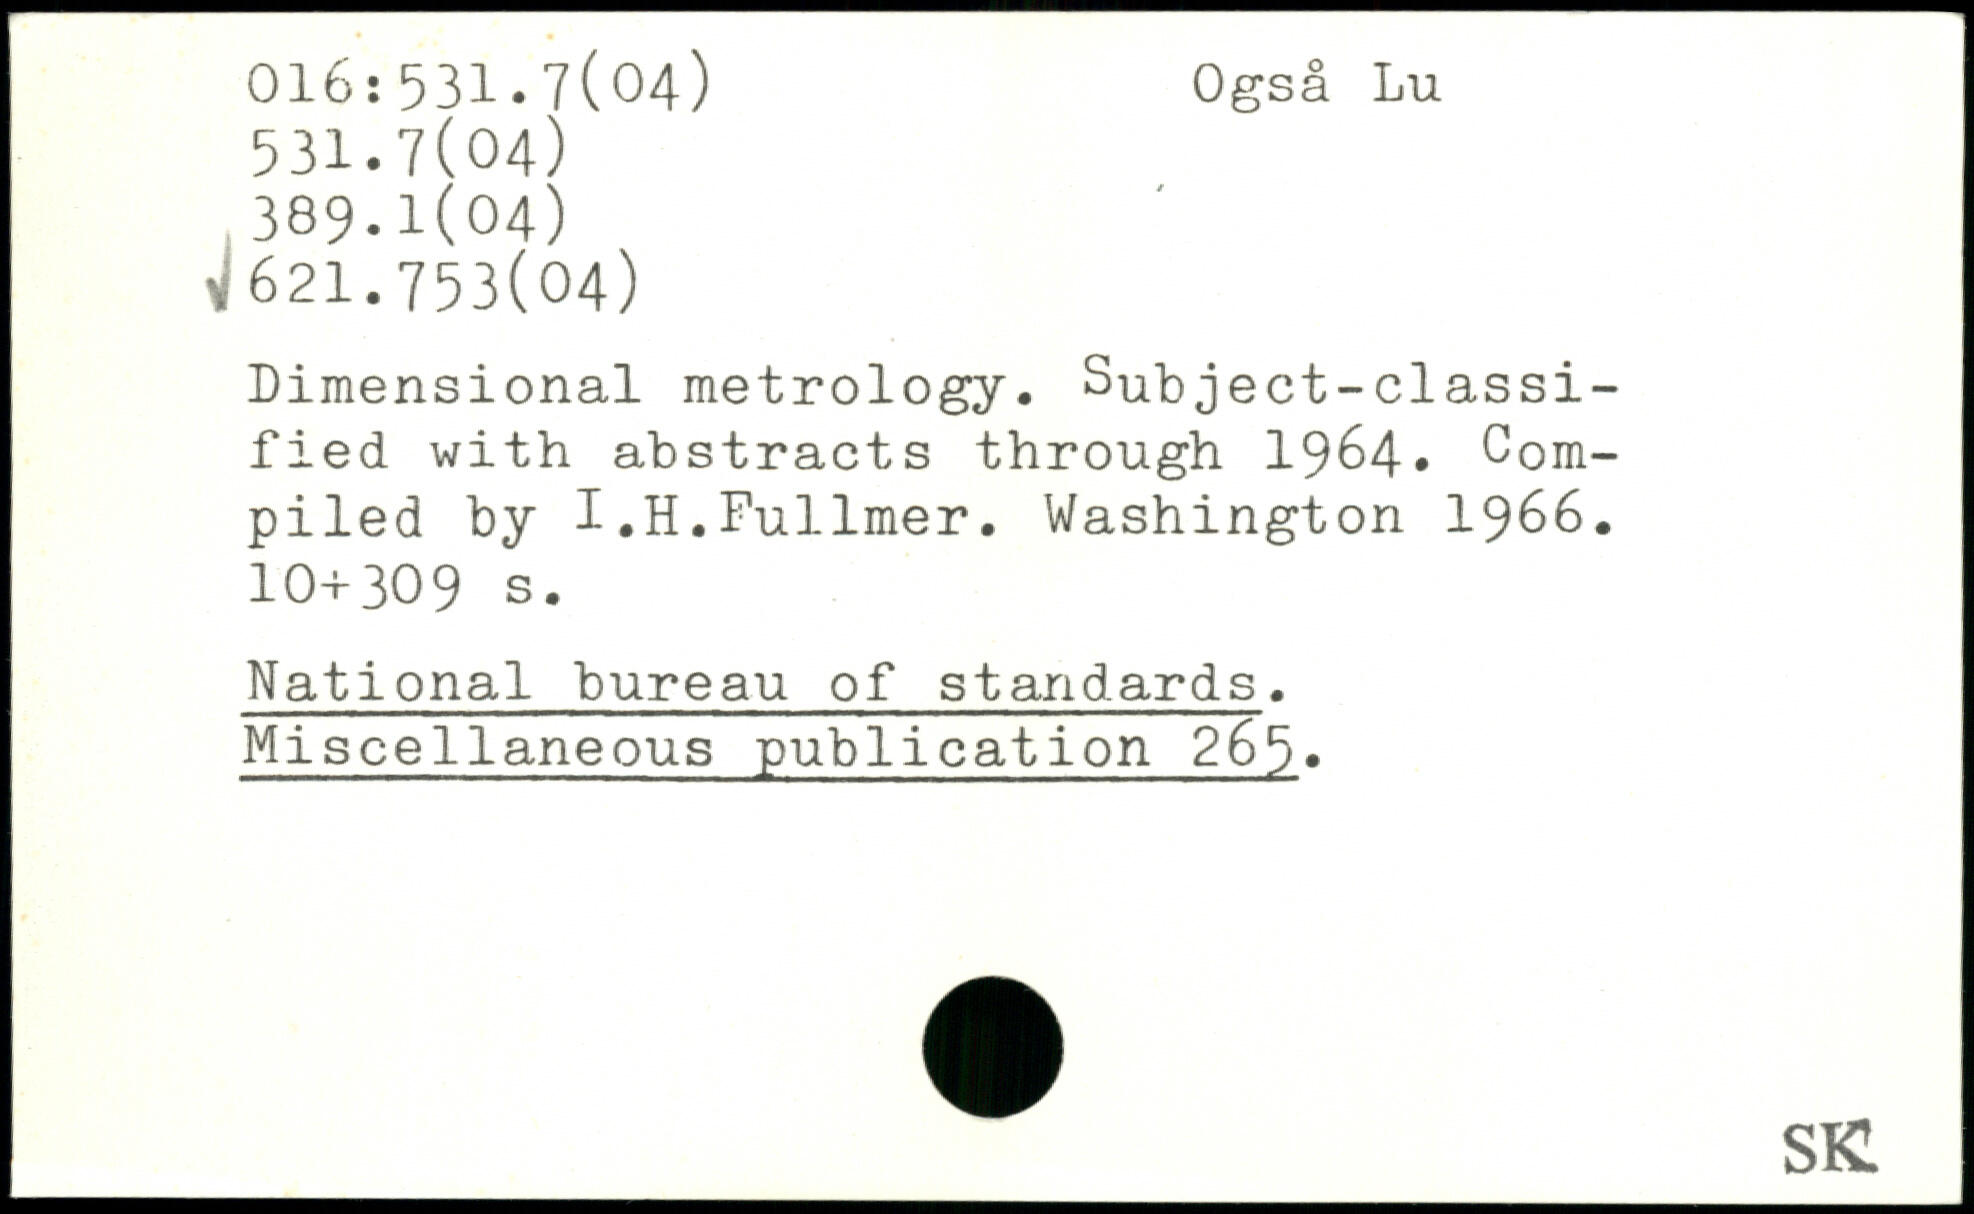 016:531.7(04) Også Lu
531.7(04)
389.1(04)
✓621.753(04)
Dimensional metrology. Subject-classi-
fied with abstracts through 1964. Com-
piled by I.H.Fullmer. Washington 1966.
10+309 s.
National bureau of standards.
Miscellaneous publication 265.
SK